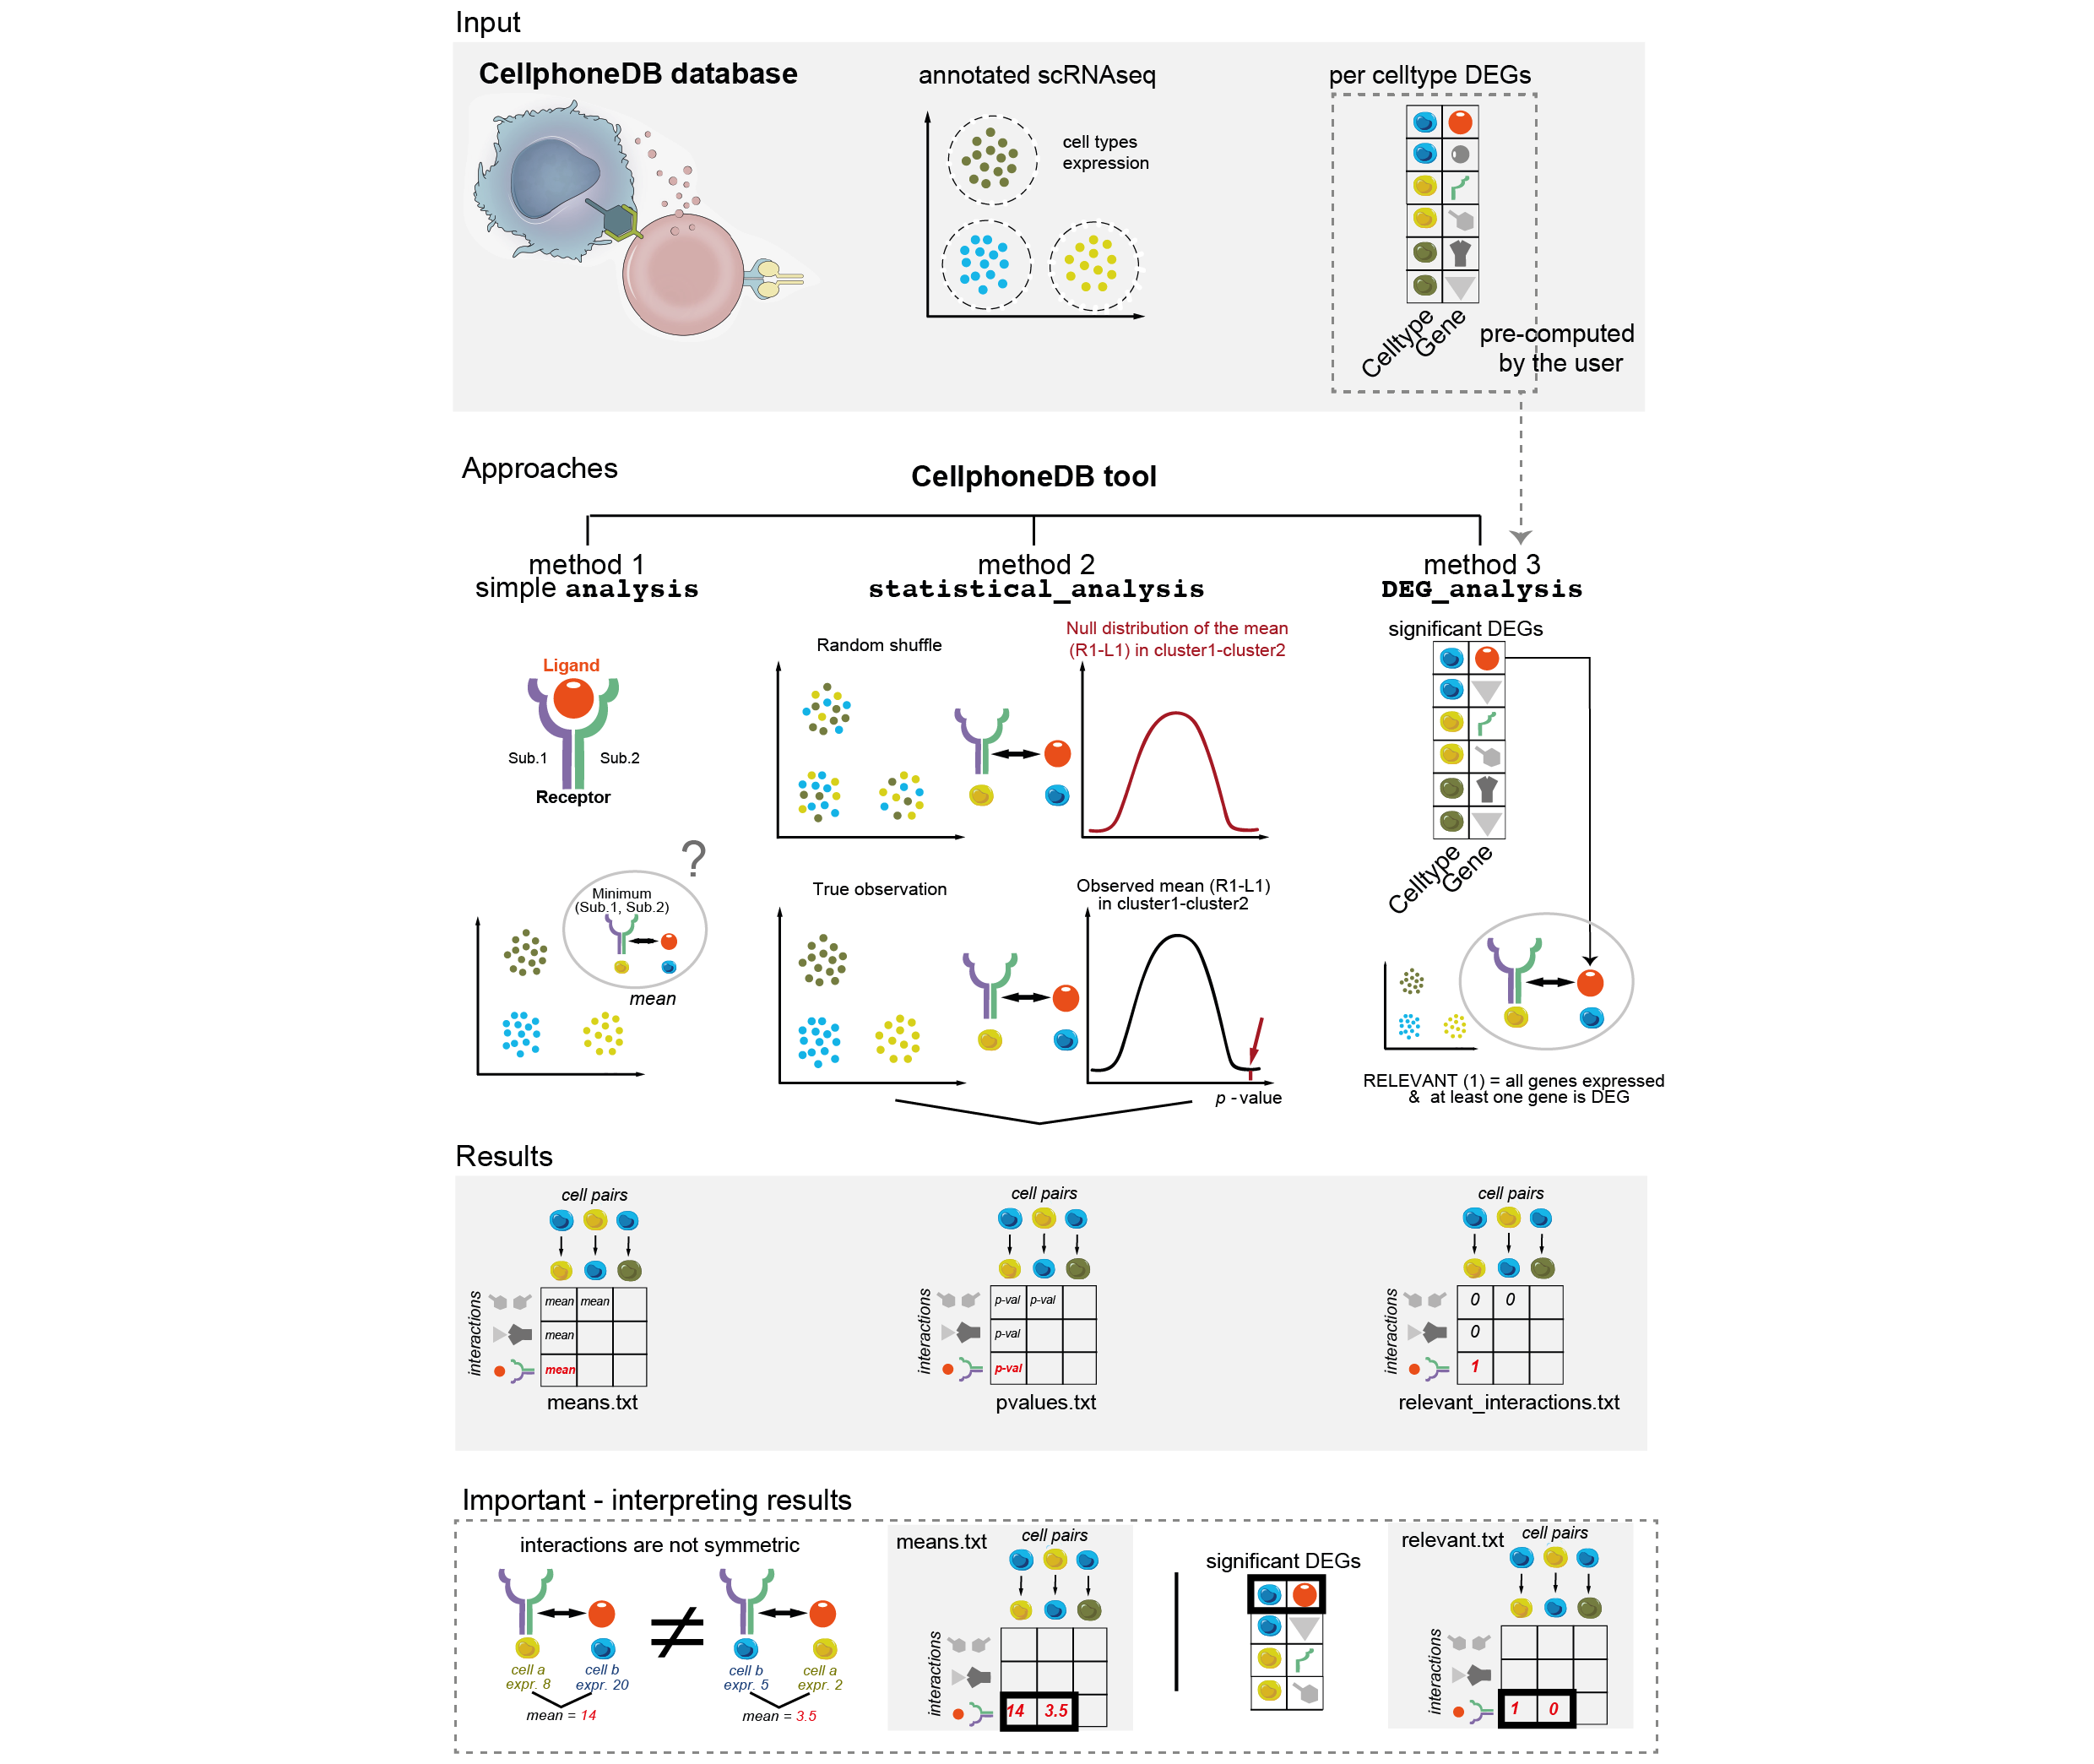 Input
CellphoneDB database
annotated scRNAseq
cell types
expression
per celltype DEGs
Celltype
Gene
pre-computed
by the user
Approaches
CellphoneDB tool
method 1
simple analysis
Ligand
Sub.1
Sub.2
Receptor
?
Minimum
(Sub.1, Sub.2)
mean
method 2
statistical_analysis
Random shuffle
Null distribution of the mean
(R1-L1) in cluster1-cluster2
True observation
Observed mean (R1-L1)
in cluster1-cluster2
p - value
method 3
DEG_analysis
significant DEGs
Celltype
Gene
RELEVANT (1) = all genes expressed
& at least one gene is DEG
Results
cell pairs
interactions
mean mean
mean
mean
means.txt
cell pairs
interactions
p-val p-val
p-val
p-val
pvalues.txt
cell pairs
interactions
0 0
0
1
relevant_interactions.txt
Important - interpreting results
interactions are not symmetric
cell a
expr. 8
cell b
expr. 20
mean = 14
≠
cell b
expr. 5
cell a
expr. 2
mean = 3.5
means.txt
cell pairs
interactions
14 3.5
significant DEGs
relevant.txt
cell pairs
interactions
1 0